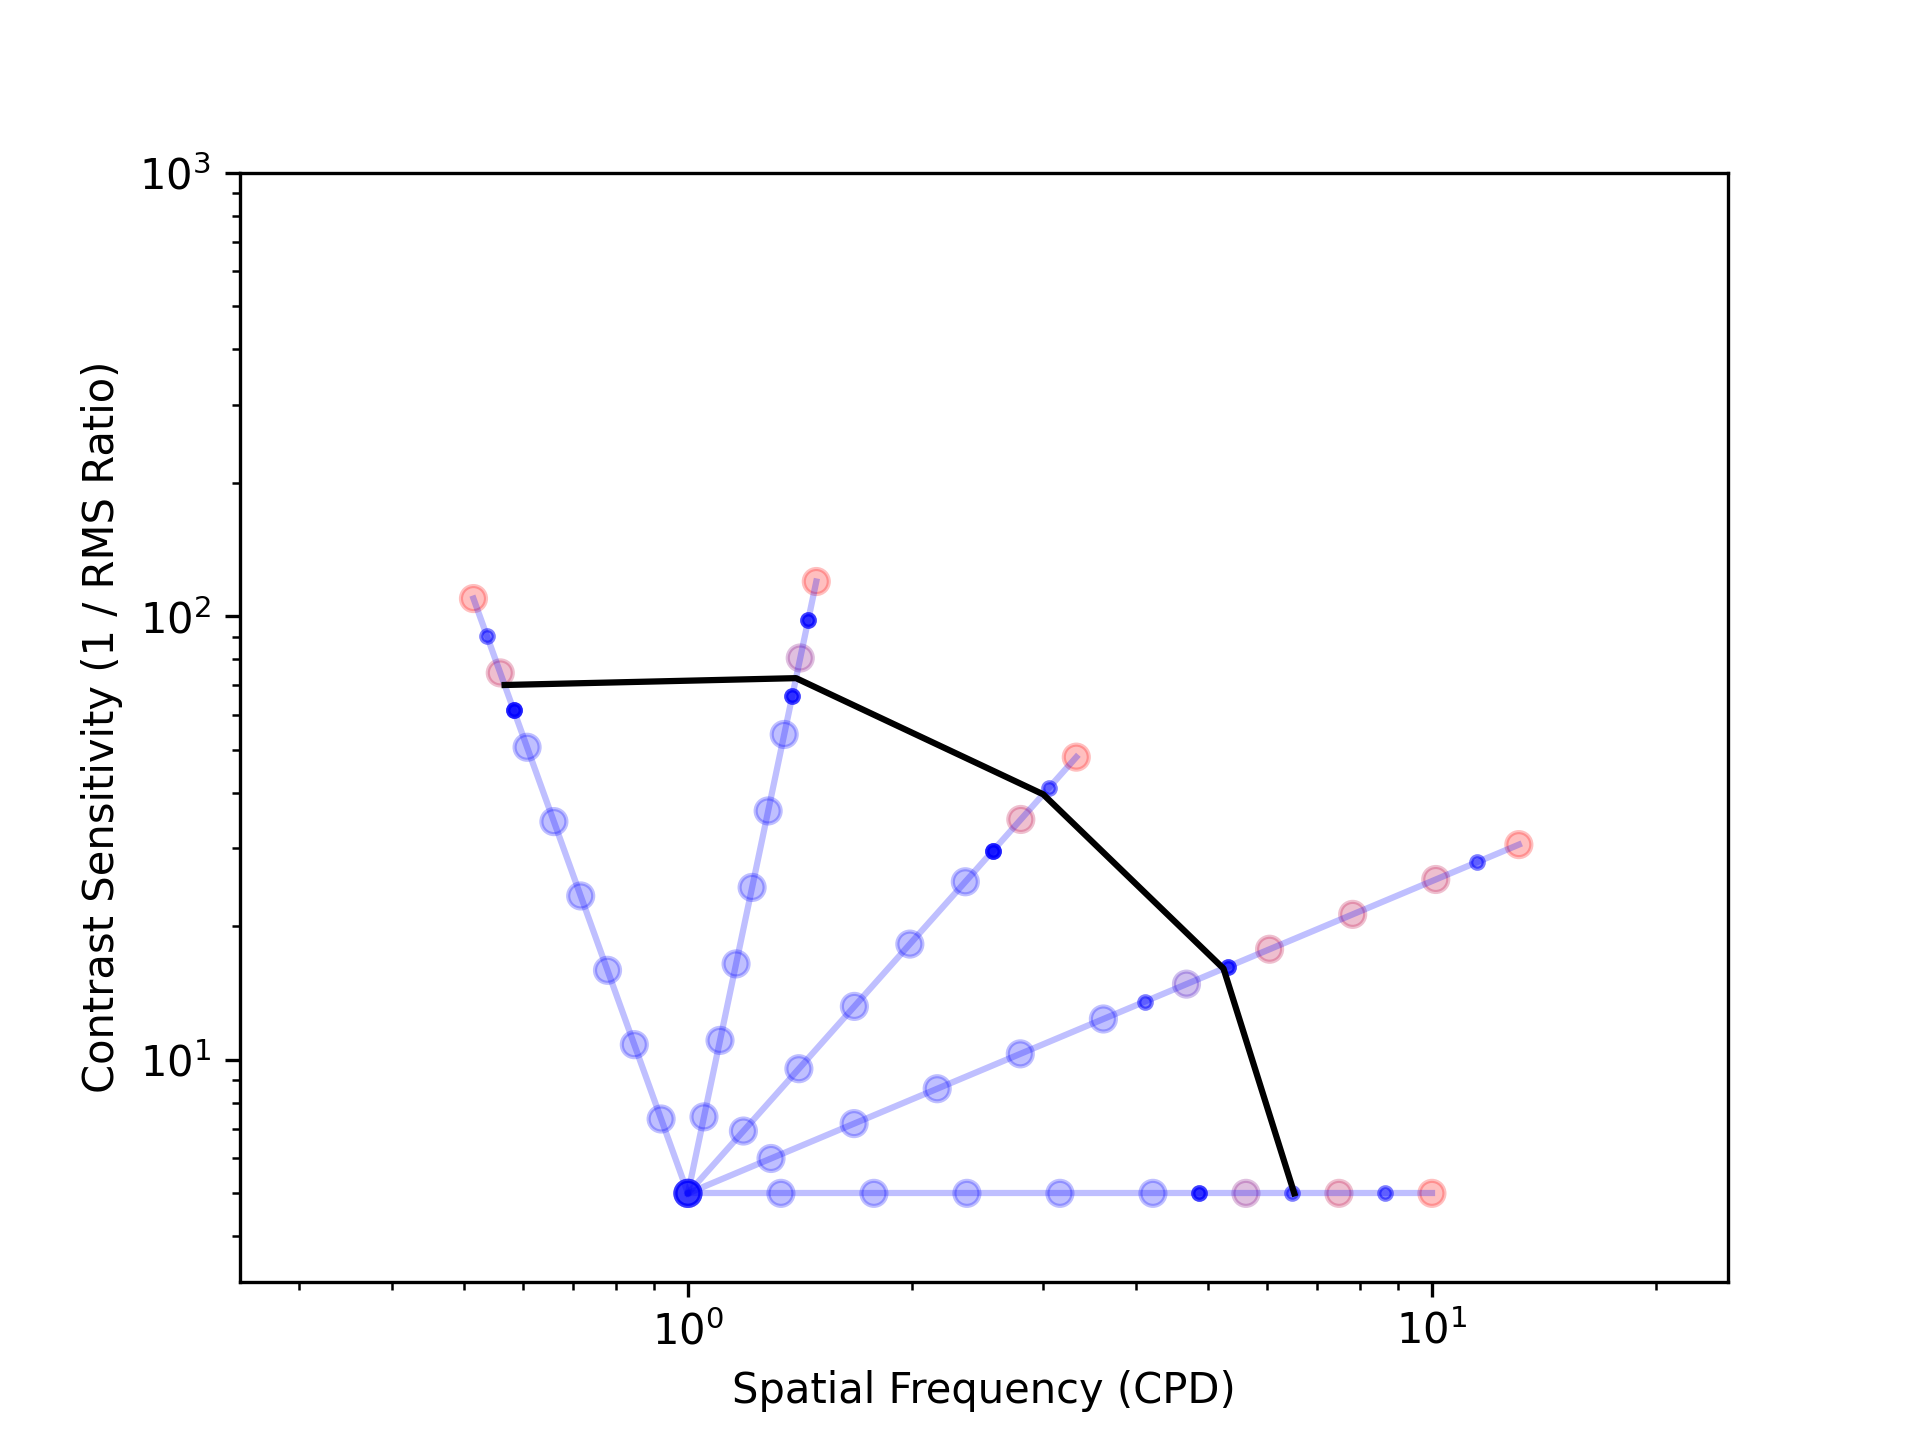 10³
10²
10¹
Contrast Sensitivity (1 / RMS Ratio)
10⁰ 10¹
Spatial Frequency (CPD)